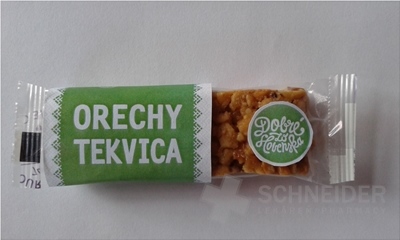 ORECHY
TEKVICA
Dobré
zo
Slovenska
SCHNEIDER